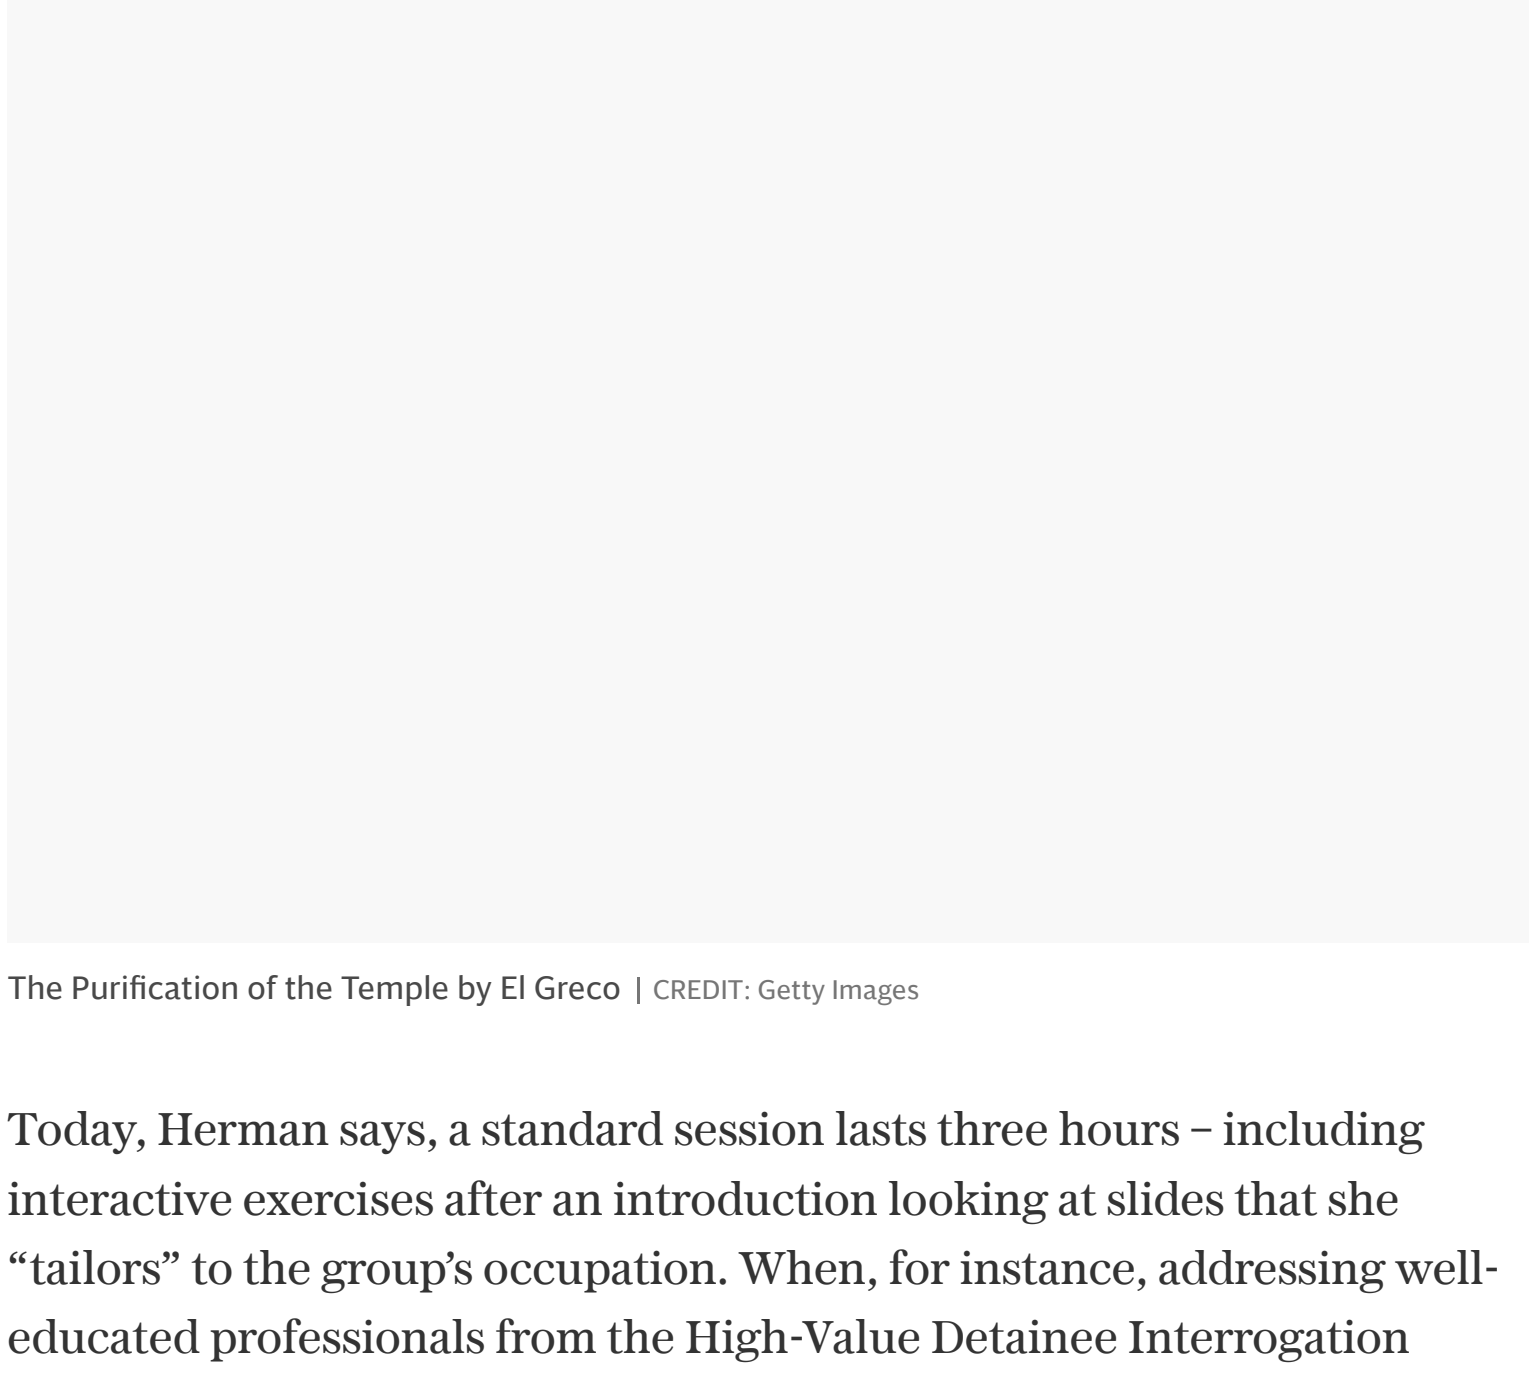 The Purification of the Temple by El Greco | CREDIT: Getty Images
Today, Herman says, a standard session lasts three hours – including
interactive exercises after an introduction looking at slides that she
“tailors” to the group’s occupation. When, for instance, addressing well-
educated professionals from the High-Value Detainee Interrogation